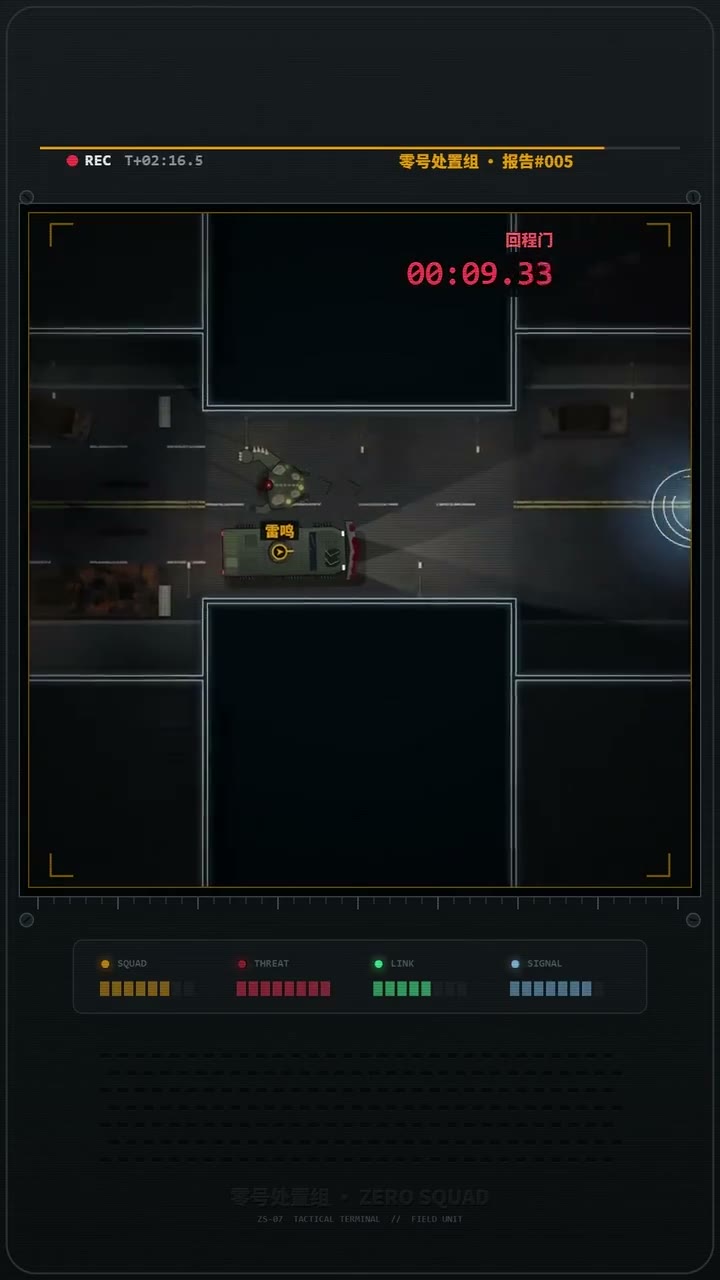 REC T+02:16.5 零号处置组 • 报告#005
回程门
00:09.33
雷鸣
SQUAD THREAT LINK SIGNAL
零号处置组 • ZERO SQUAD
ZS-07 TACTICAL TERMINAL // FIELD UNIT